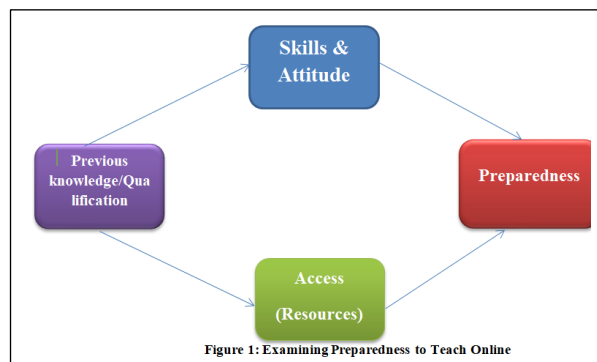 Skills &
Attitude
Previous
knowledge/Qua
lification
Preparedness
Access
(Resources)
Figure 1: Examining Preparedness to Teach Online